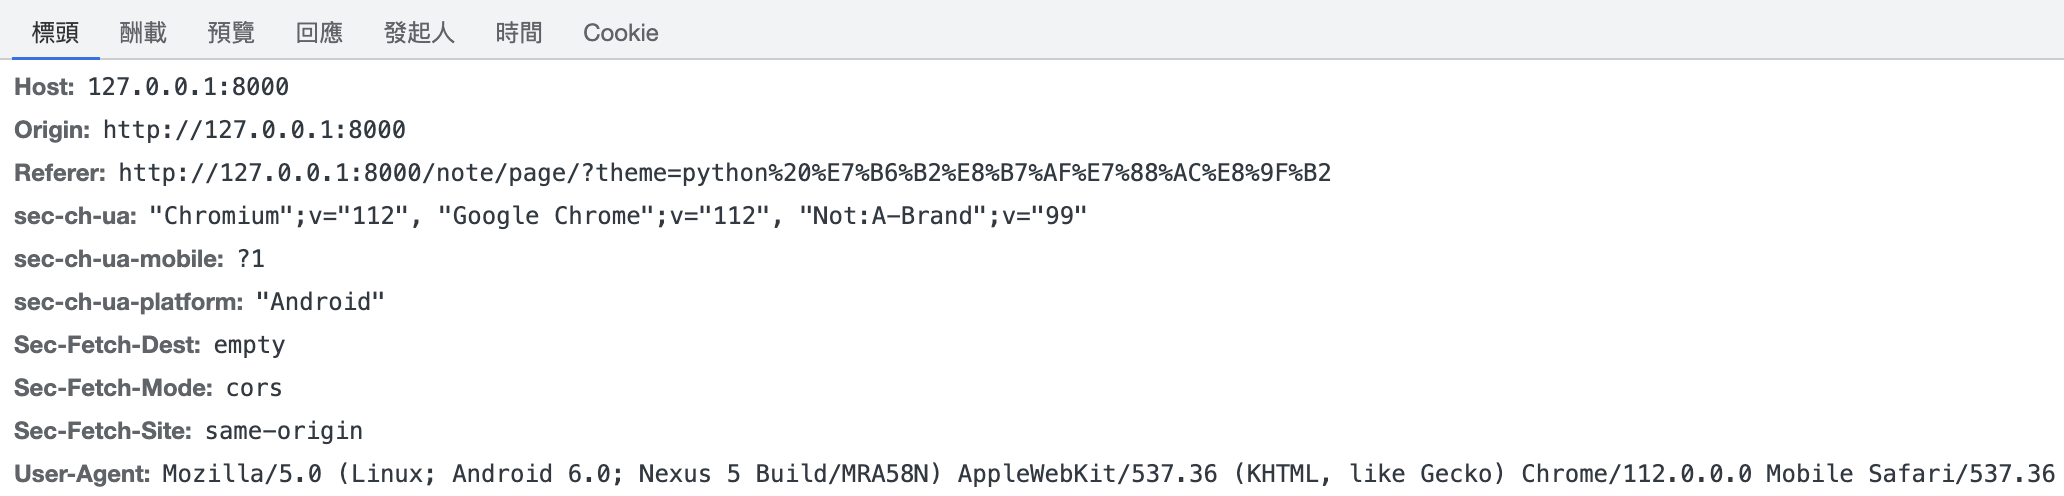 標頭 酬載 預覽 回應 發起人 時間 Cookie
Host: 127.0.0.1:8000
Origin: http://127.0.0.1:8000
Referer: http://127.0.0.1:8000/note/page/?theme=python%20%E7%B6%B2%E8%B7%AF%E7%88%AC%E8%9F%B2
sec-ch-ua: "Chromium";v="112", "Google Chrome";v="112", "Not:A-Brand";v="99"
sec-ch-ua-mobile: ?1
sec-ch-ua-platform: "Android"
Sec-Fetch-Dest: empty
Sec-Fetch-Mode: cors
Sec-Fetch-Site: same-origin
User-Agent: Mozilla/5.0 (Linux; Android 6.0; Nexus 5 Build/MRA58N) AppleWebKit/537.36 (KHTML, like Gecko) Chrome/112.0.0.0 Mobile Safari/537.36